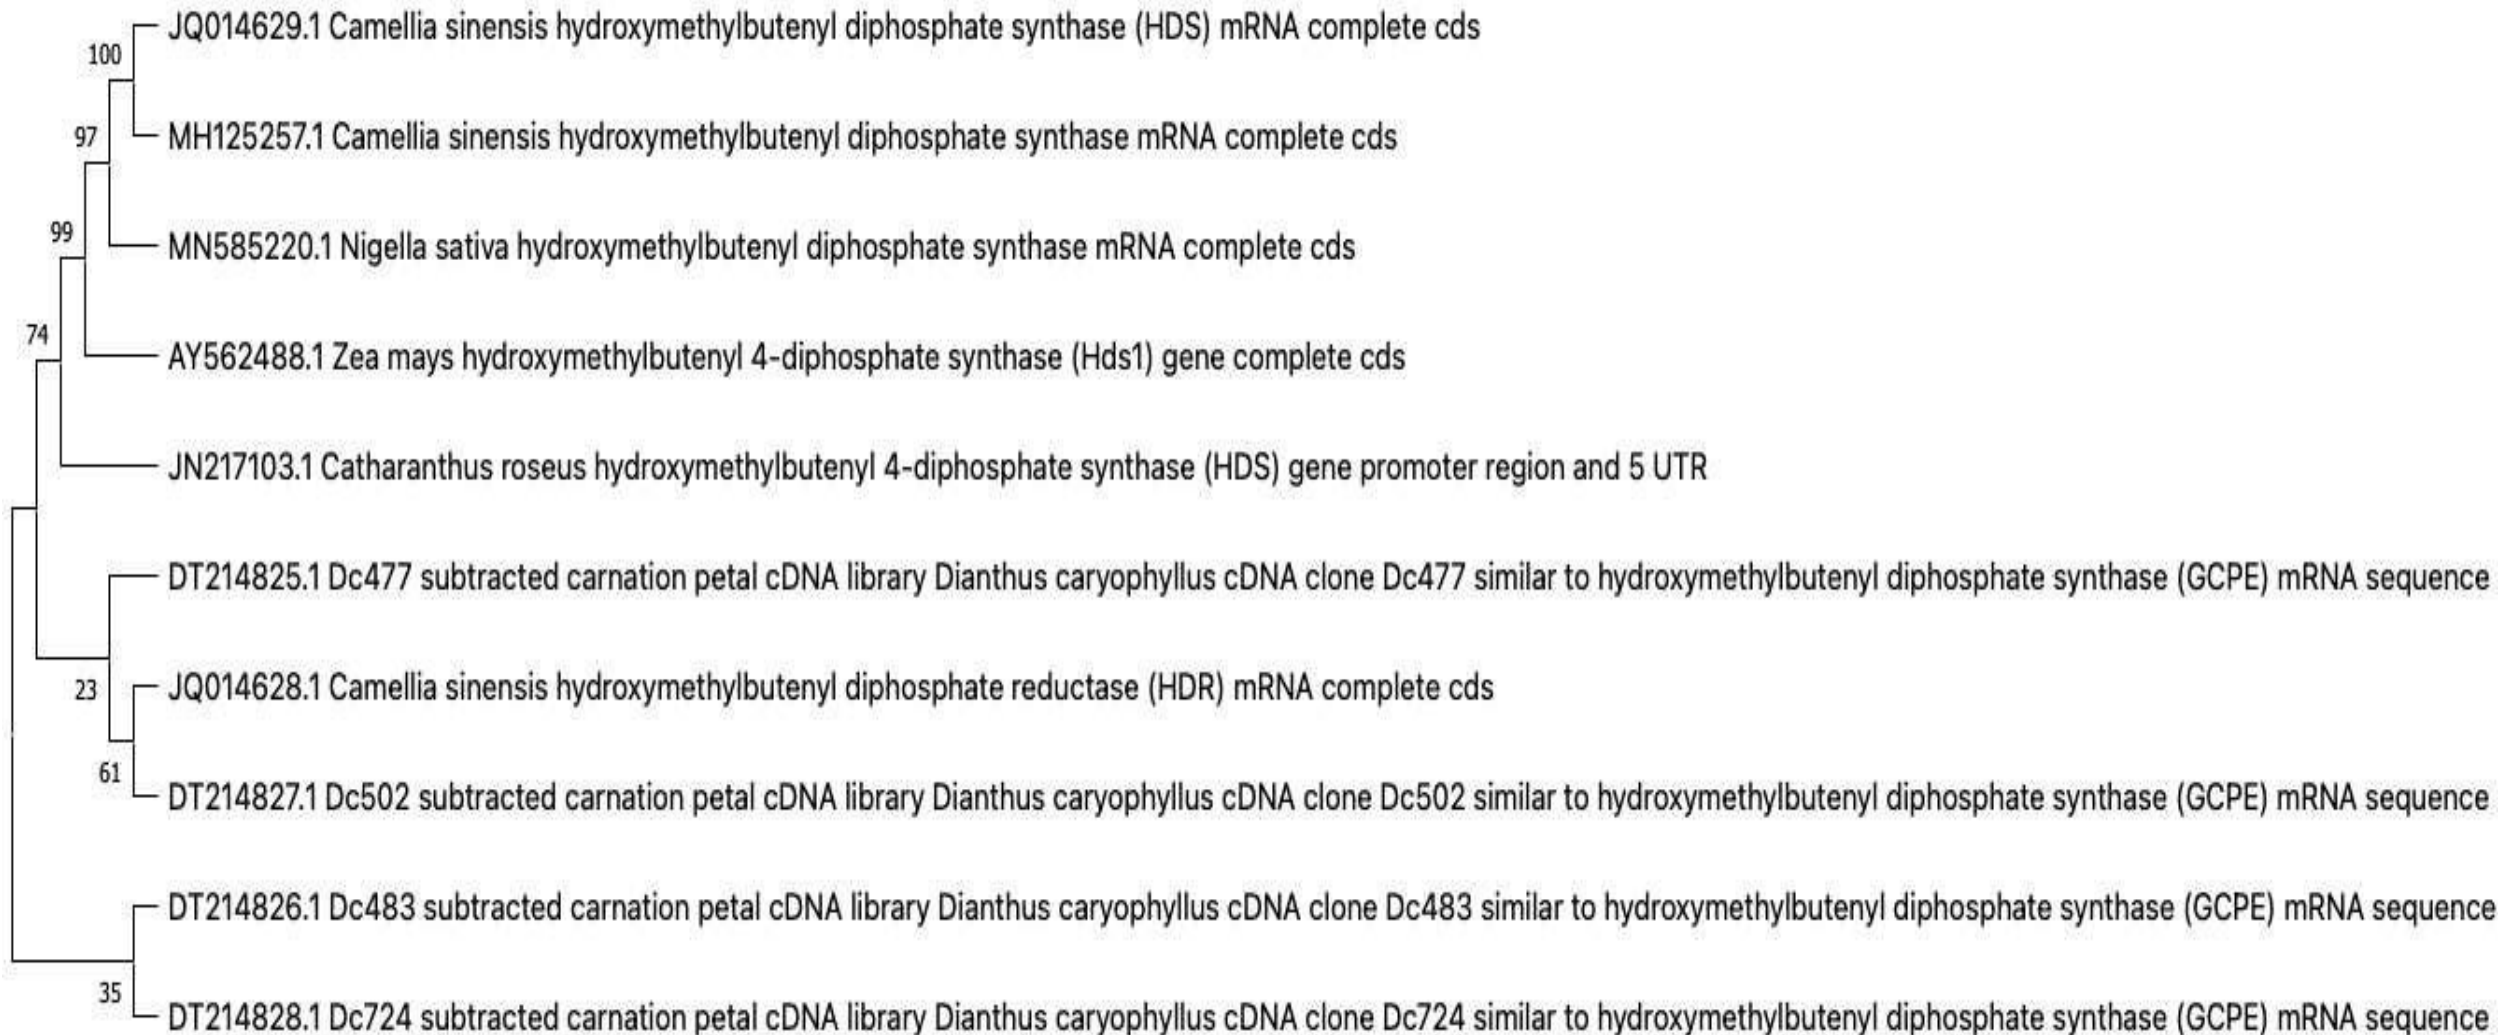 JQ014629.1 Camellia sinensis hydroxymethylbutenyl diphosphate synthase (HDS) mRNA complete cds
100
MH125257.1 Camellia sinensis hydroxymethylbutenyl diphosphate synthase mRNA complete cds
97
MN585220.1 Nigella sativa hydroxymethylbutenyl diphosphate synthase mRNA complete cds
99
AY562488.1 Zea mays hydroxymethylbutenyl 4-diphosphate synthase (Hds1) gene complete cds
74
JN217103.1 Catharanthus roseus hydroxymethylbutenyl 4-diphosphate synthase (HDS) gene promoter region and 5 UTR
DT214825.1 Dc477 subtracted carnation petal cDNA library Dianthus caryophyllus cDNA clone Dc477 similar to hydroxymethylbutenyl diphosphate synthase (GCPE) mRNA sequence
23
JQ014628.1 Camellia sinensis hydroxymethylbutenyl diphosphate reductase (HDR) mRNA complete cds
61
DT214827.1 Dc502 subtracted carnation petal cDNA library Dianthus caryophyllus cDNA clone Dc502 similar to hydroxymethylbutenyl diphosphate synthase (GCPE) mRNA sequence
DT214826.1 Dc483 subtracted carnation petal cDNA library Dianthus caryophyllus cDNA clone Dc483 similar to hydroxymethylbutenyl diphosphate synthase (GCPE) mRNA sequence
35
DT214828.1 Dc724 subtracted carnation petal cDNA library Dianthus caryophyllus cDNA clone Dc724 similar to hydroxymethylbutenyl diphosphate synthase (GCPE) mRNA sequence